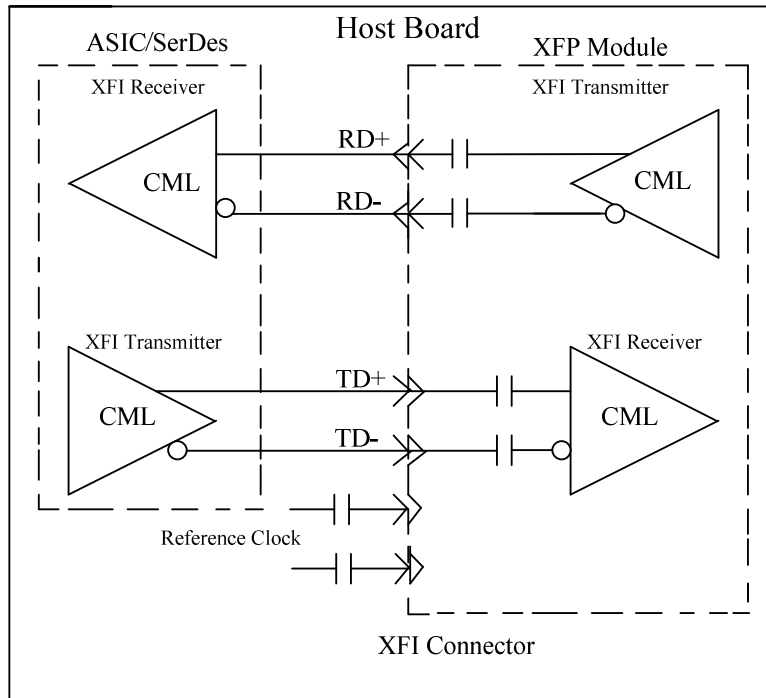 Host Board
ASIC/SerDes
XFP Module
XFI Receiver
XFI Transmitter
RD+
CML
CML
RD-
XFI Transmitter
XFI Receiver
TD+
CML
CML
TD-
Reference Clock
XFI Connector